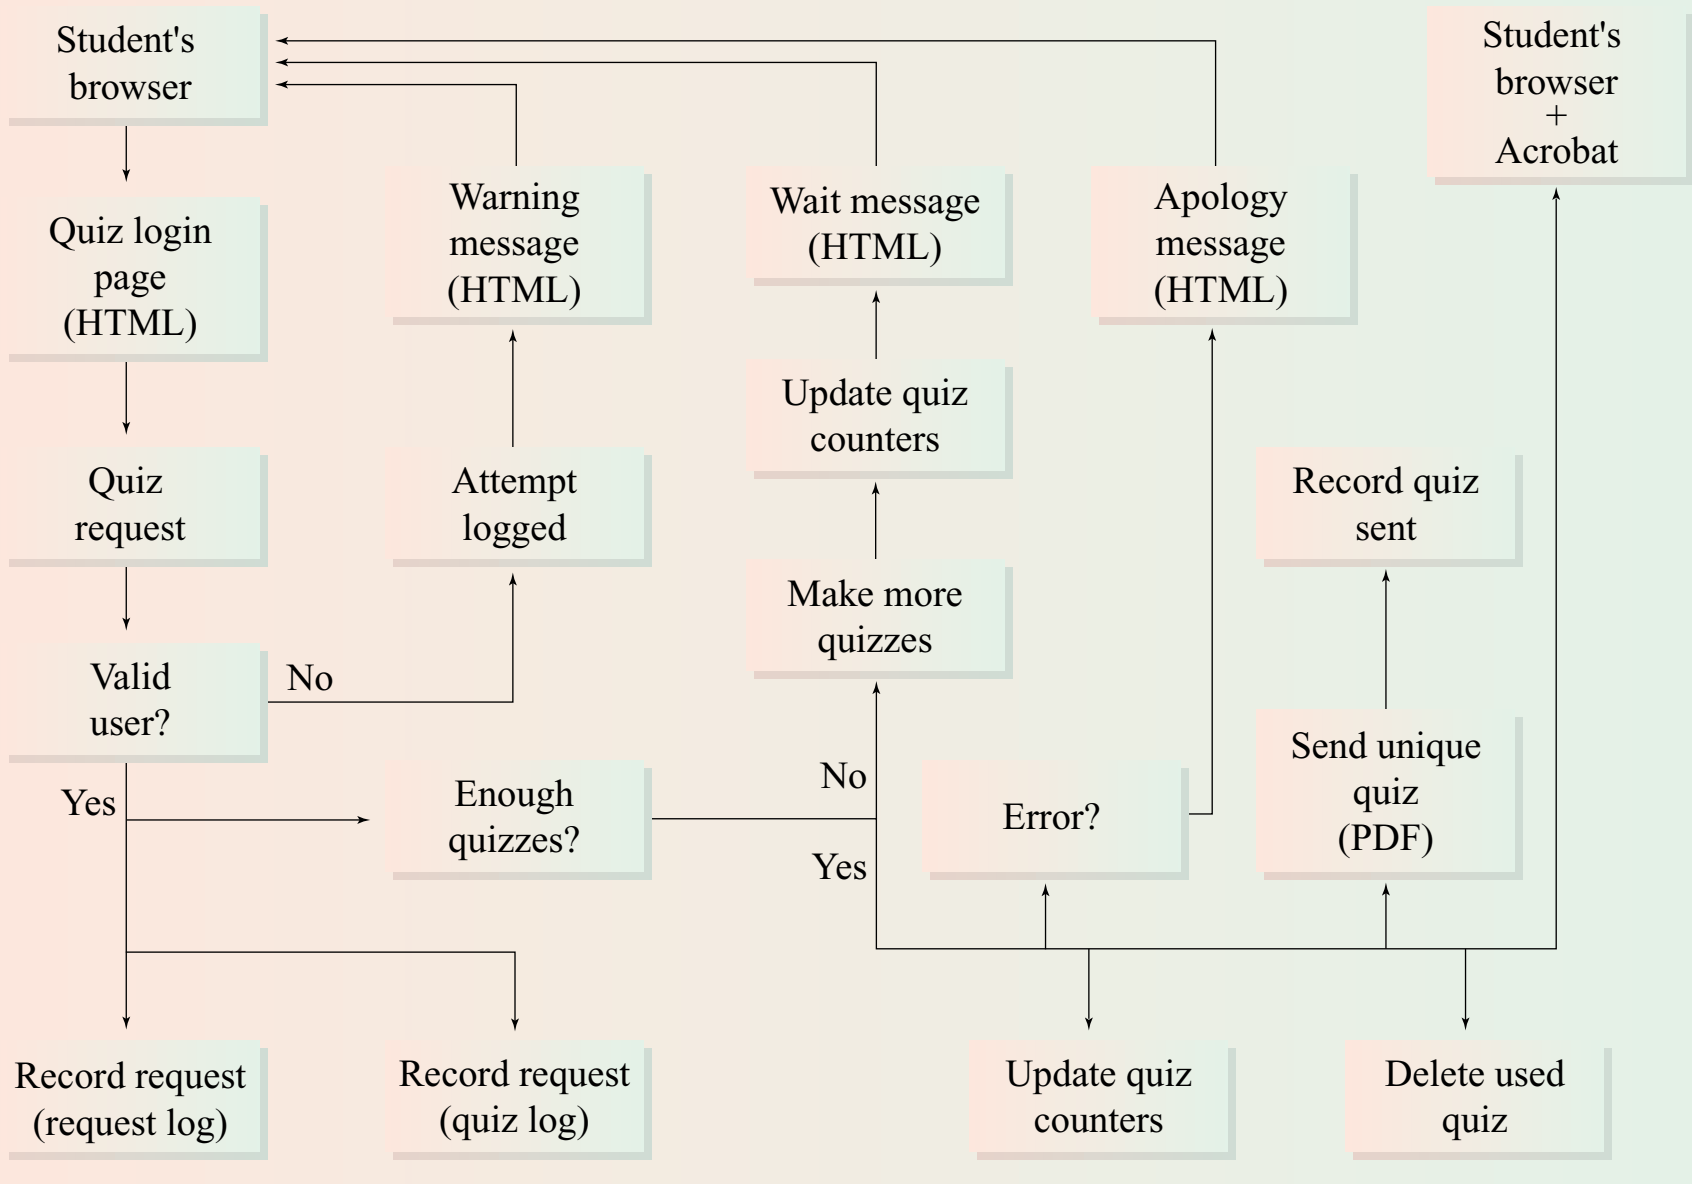 Student's
browser
Student's
browser
+
Acrobat
Quiz login
page
(HTML)
Warning
message
(HTML)
Wait message
(HTML)
Apology
message
(HTML)
Update quiz
counters
Quiz
request
Attempt
logged
Record quiz
sent
Make more
quizzes
Valid
user?
No
Yes
Enough
quizzes?
No
Yes
Error?
Send unique
quiz
(PDF)
Record request
(request log)
Record request
(quiz log)
Update quiz
counters
Delete used
quiz